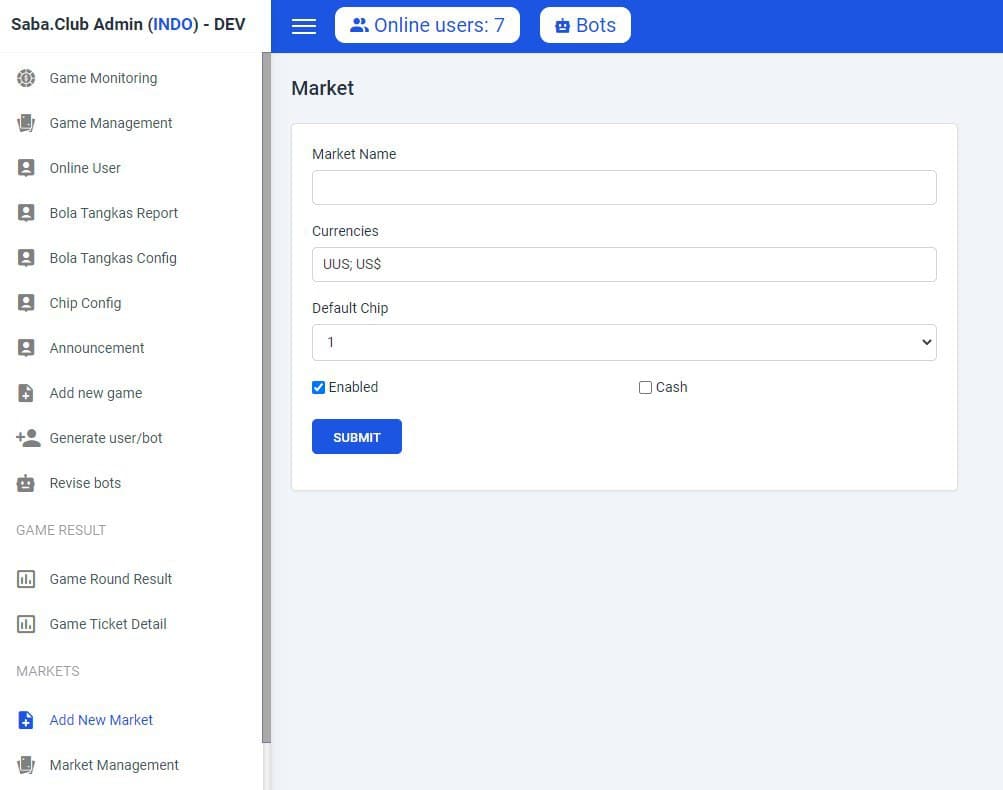 Saba.Club Admin (INDO) - DEV
Online users: 7
Bots
Game Monitoring
Game Management
Online User
Bola Tangkas Report
Bola Tangkas Config
Chip Config
Announcement
Add new game
Generate user/bot
Revise bots
GAME RESULT
Game Round Result
Game Ticket Detail
MARKETS
Add New Market
Market Management
Market
Market Name
Currencies
UUS; US$
Default Chip
1
Enabled
Cash
SUBMIT